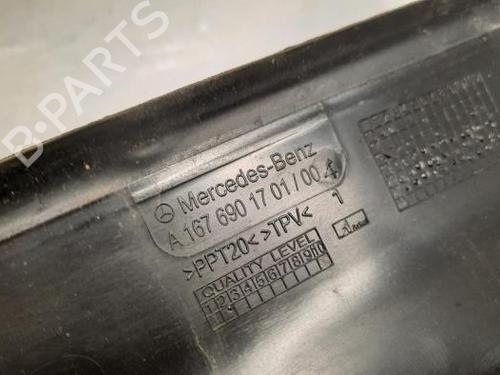 B-PARTS
Mercedes-Benz
A 167 690 17 01 / 00
>PPT20< >TPV< 1
QUALITY LEVEL
1 2 3 4 5 6 7 8 9 10